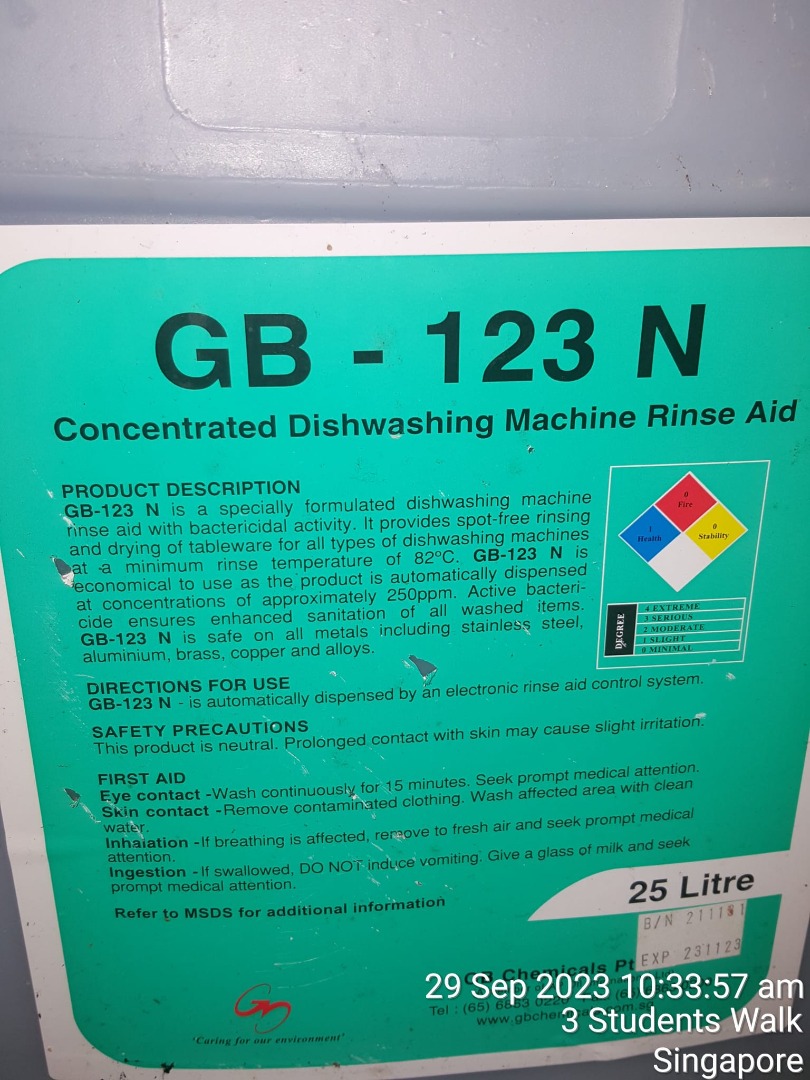 GB - 123 N
Concentrated Dishwashing Machine Rinse Aid
PRODUCT DESCRIPTION
GB-123 N is a specially formulated dishwashing machine
rinse aid with bactericidal activity. It provides spot-free rinsing
and drying of tableware for all types of dishwashing machines
at a minimum rinse temperature of 82ºC. GB-123 N is
economical to use as the product is automatically dispensed
at concentrations of approximately 250ppm. Active bacteri-
cide ensures enhanced sanitation of all washed items.
GB-123 N is safe on all metals including stainless steel,
aluminium, brass, copper and alloys.
0
Fire
1
Health
0
Stability
DEGREE
4 EXTREME
3 SERIOUS
2 MODERATE
1 SLIGHT
0 MINIMAL
DIRECTIONS FOR USE
GB-123 N - is automatically dispensed by an electronic rinse aid control system.
SAFETY PRECAUTIONS
This product is neutral. Prolonged contact with skin may cause slight irritation.
FIRST AID
Eye contact -Wash continuously for 15 minutes. Seek prompt medical attention.
Skin contact -Remove contaminated clothing. Wash affected area with clean
water.
Inhaiation -If breathing is affected, remove to fresh air and seek prompt medical
attention.
Ingestion -If swallowed, DO NOT induce vomiting. Give a glass of milk and seek
prompt medical attention.
Refer to MSDS for additional information
25 Litre
B/N 211181
EXP 231123
GB Chemicals
Tel : (65)
'Caring for our environment'
29 Sep 2023 10:33:57 am
3 Students Walk
Singapore